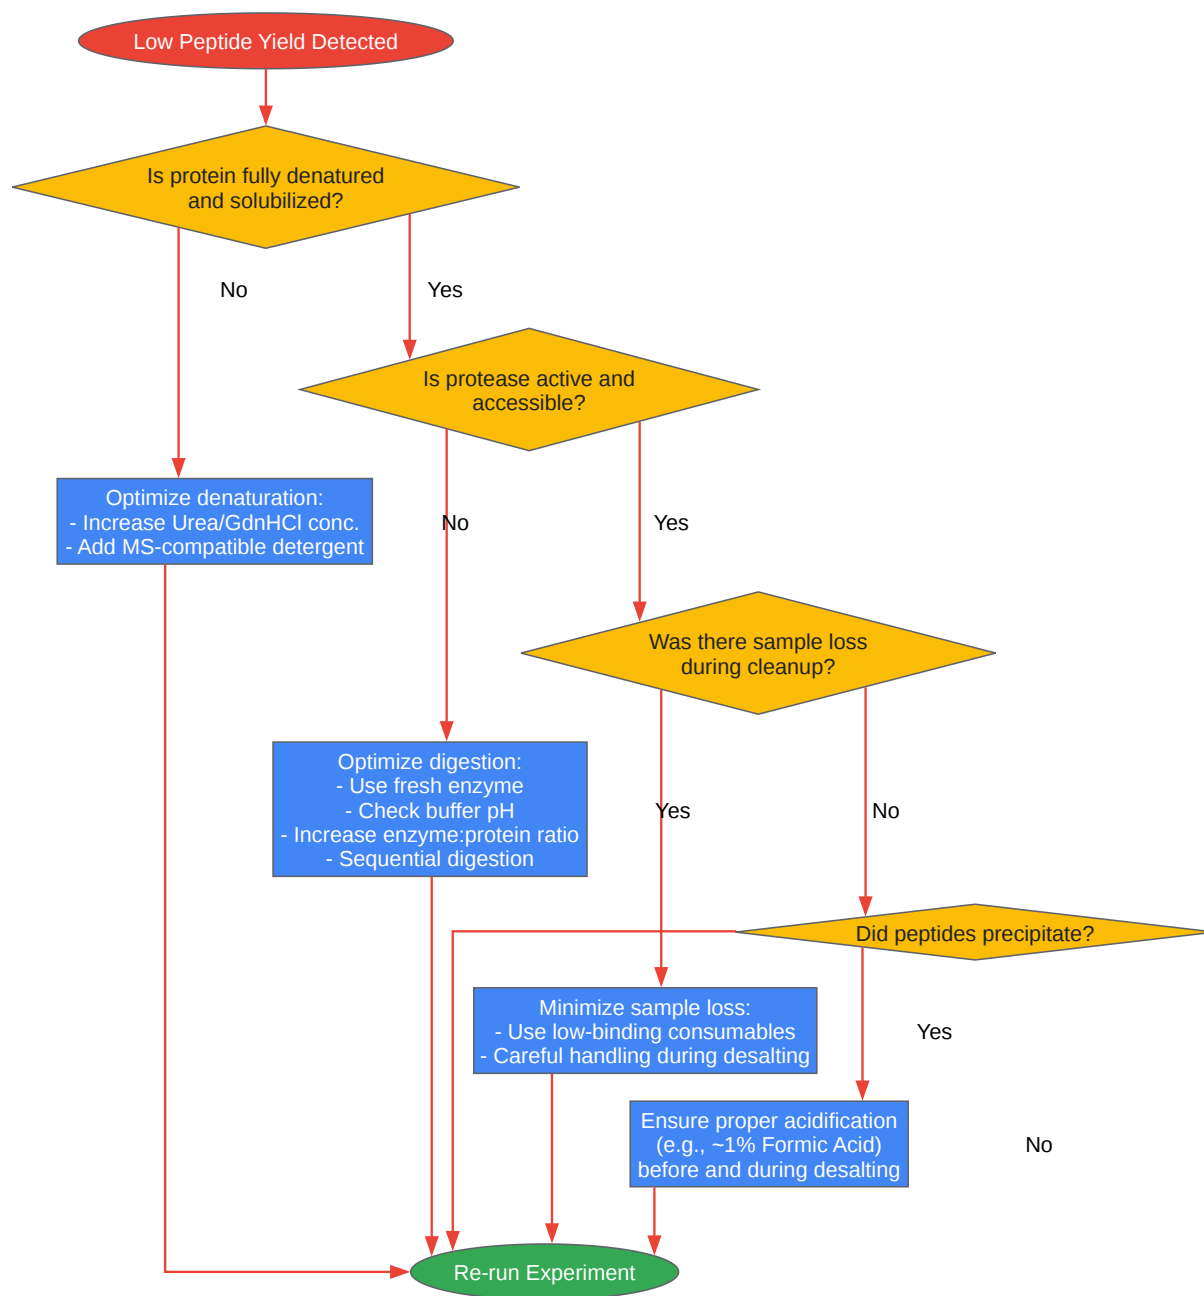 Low Peptide Yield Detected
Is protein fully denatured
and solubilized?
No
Yes
Is protease active and
accessible?
Optimize denaturation:
- Increase Urea/GdnHCl conc.
- Add MS-compatible detergent
No
Yes
Was there sample loss
during cleanup?
Optimize digestion:
- Use fresh enzyme
- Check buffer pH
- Increase enzyme:protein ratio
- Sequential digestion
Yes
No
Did peptides precipitate?
Minimize sample loss:
- Use low-binding consumables
- Careful handling during desalting
Yes
Ensure proper acidification
(e.g., ~1% Formic Acid)
before and during desalting
No
Re-run Experiment